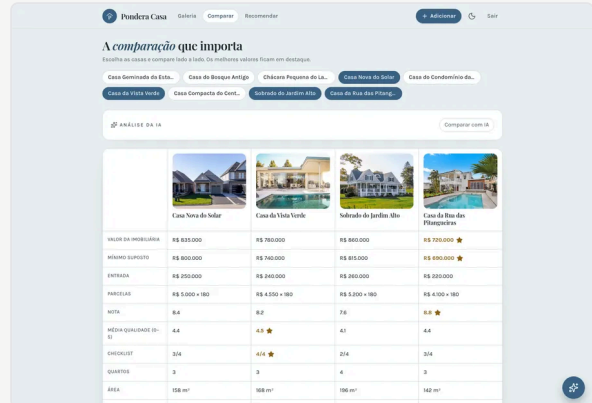 Pondera Casa Galeria Comparar Recomendar + Adicionar Sair
A comparação que importa
Escolha as casas e compare lado a lado. Os melhores valores ficam em destaque.
Casa Geminada do Esto... Casa do Bosque Antigo Chácara Pequena do La... Casa Nova do Solar Casa do Condomínio da...
Casa da Vista Verde Casa Compacta do Cent... Sobrado do Jardim Alto Casa da Rua das Pitang...
ANÁLISE DA IA Comparar com IA
Casa Nova do Solar Casa da Vista Verde Sobrado do Jardim Alto Casa da Rua das
Pitangueiras
VALOR DA IMOBILIÁRIA R$ 835.000 R$ 780.000 R$ 860.000 R$ 720.000
MÍNIMO SUPOSTO R$ 800.000 R$ 740.000 R$ 815.000 R$ 690.000
ENTRADA R$ 250.000 R$ 240.000 R$ 260.000 R$ 220.000
PARCELAS R$ 5.000 × 180 R$ 4.550 × 180 R$ 5.200 × 180 R$ 4.100 × 180
NOTA 8.4 8.2 7.6 8.8
MÉDIA QUALIDADE (0-
5) 4.4 4.5 4.1 4.4
CHECKLIST 3/4 4/4 2/4 3/4
QUARTOS 3 3 4 3
ÁREA 158 m² 168 m² 196 m² 142 m²